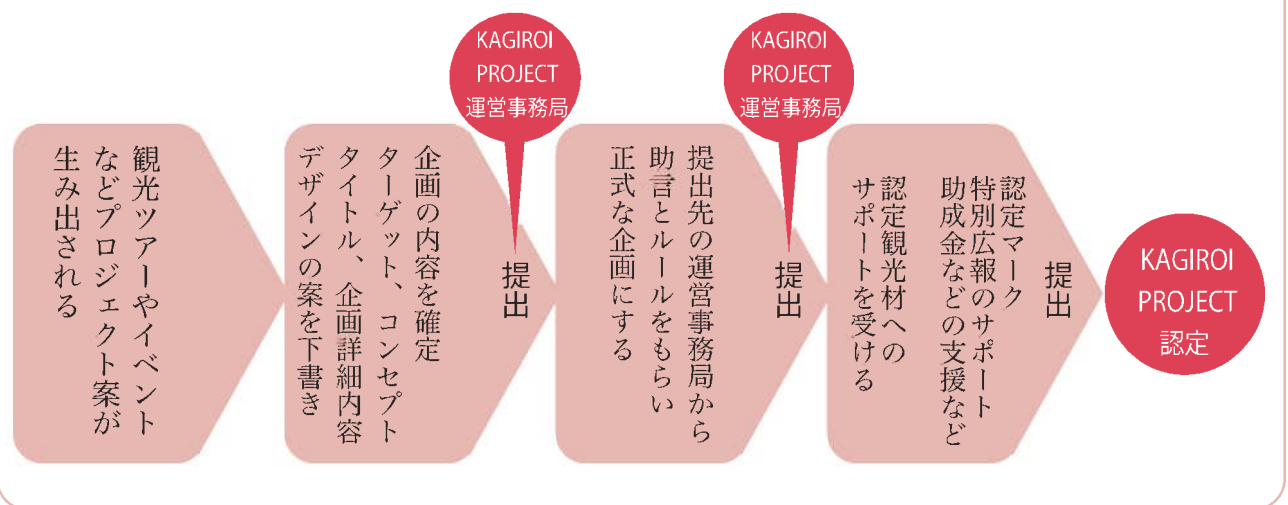 観光ツアーやイベント
などプロジェクト案が
生み出される
企画の内容を確定
ターゲット、コンセプト
タイトル、企画詳細内容
デザインの案を下書き
KAGIROI
PROJECT
運営事務局
提出
提出先の運営事務局から
助言とルールをもらい
正式な企画にする
KAGIROI
PROJECT
運営事務局
提出
認定マーク
特別広報のサポート
助成金などの支援など
認定観光材への
サポートを受ける
提出
KAGIROI
PROJECT
認定